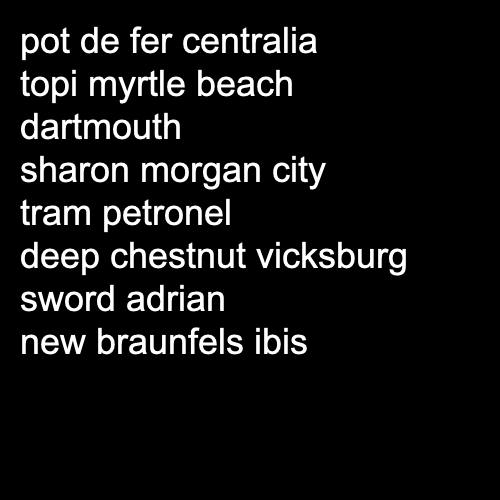 pot de fer centralia
topi myrtle beach
dartmouth
sharon morgan city
tram petronel
deep chestnut vicksburg
sword adrian
new braunfels ibis